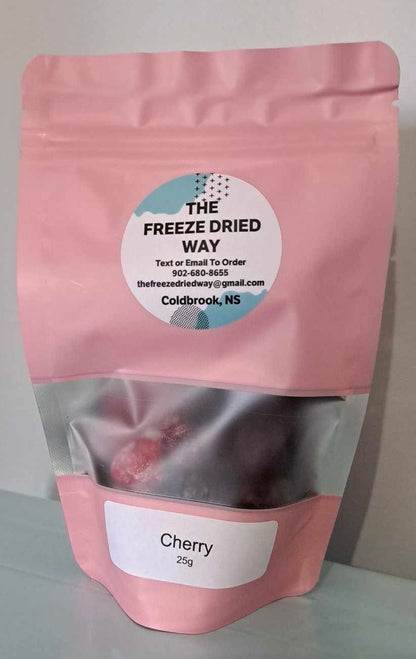 THE
FREEZE DRIED
WAY
Text or Email To Order
902-680-8655
thefreezedriedway@gmail.com
Coldbrook, NS
Cherry
25g